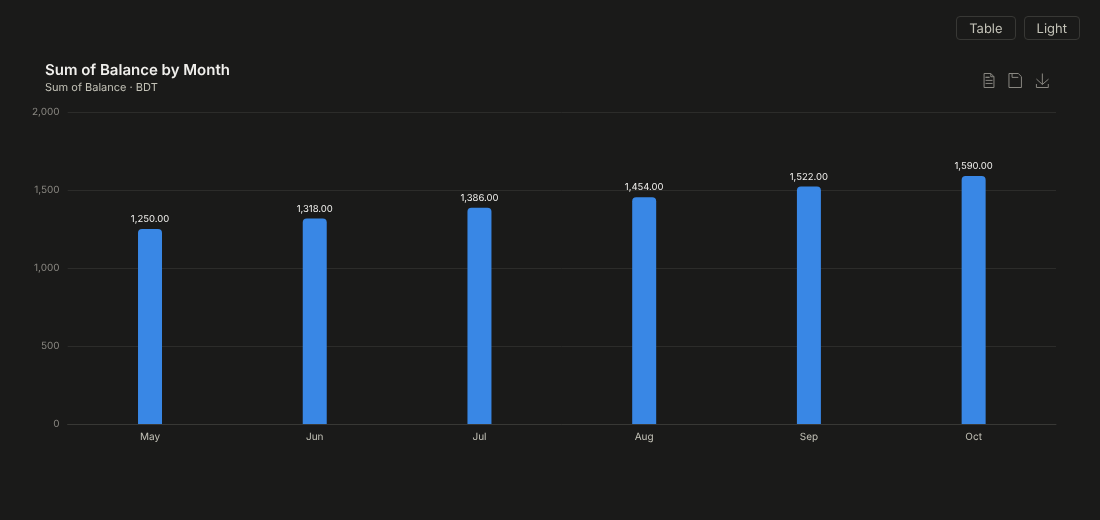 Table Light
Sum of Balance by Month
Sum of Balance · BDT
2,000
1,500
1,000
500
0
1,250.00
1,318.00
1,386.00
1,454.00
1,522.00
1,590.00
May Jun Jul Aug Sep Oct